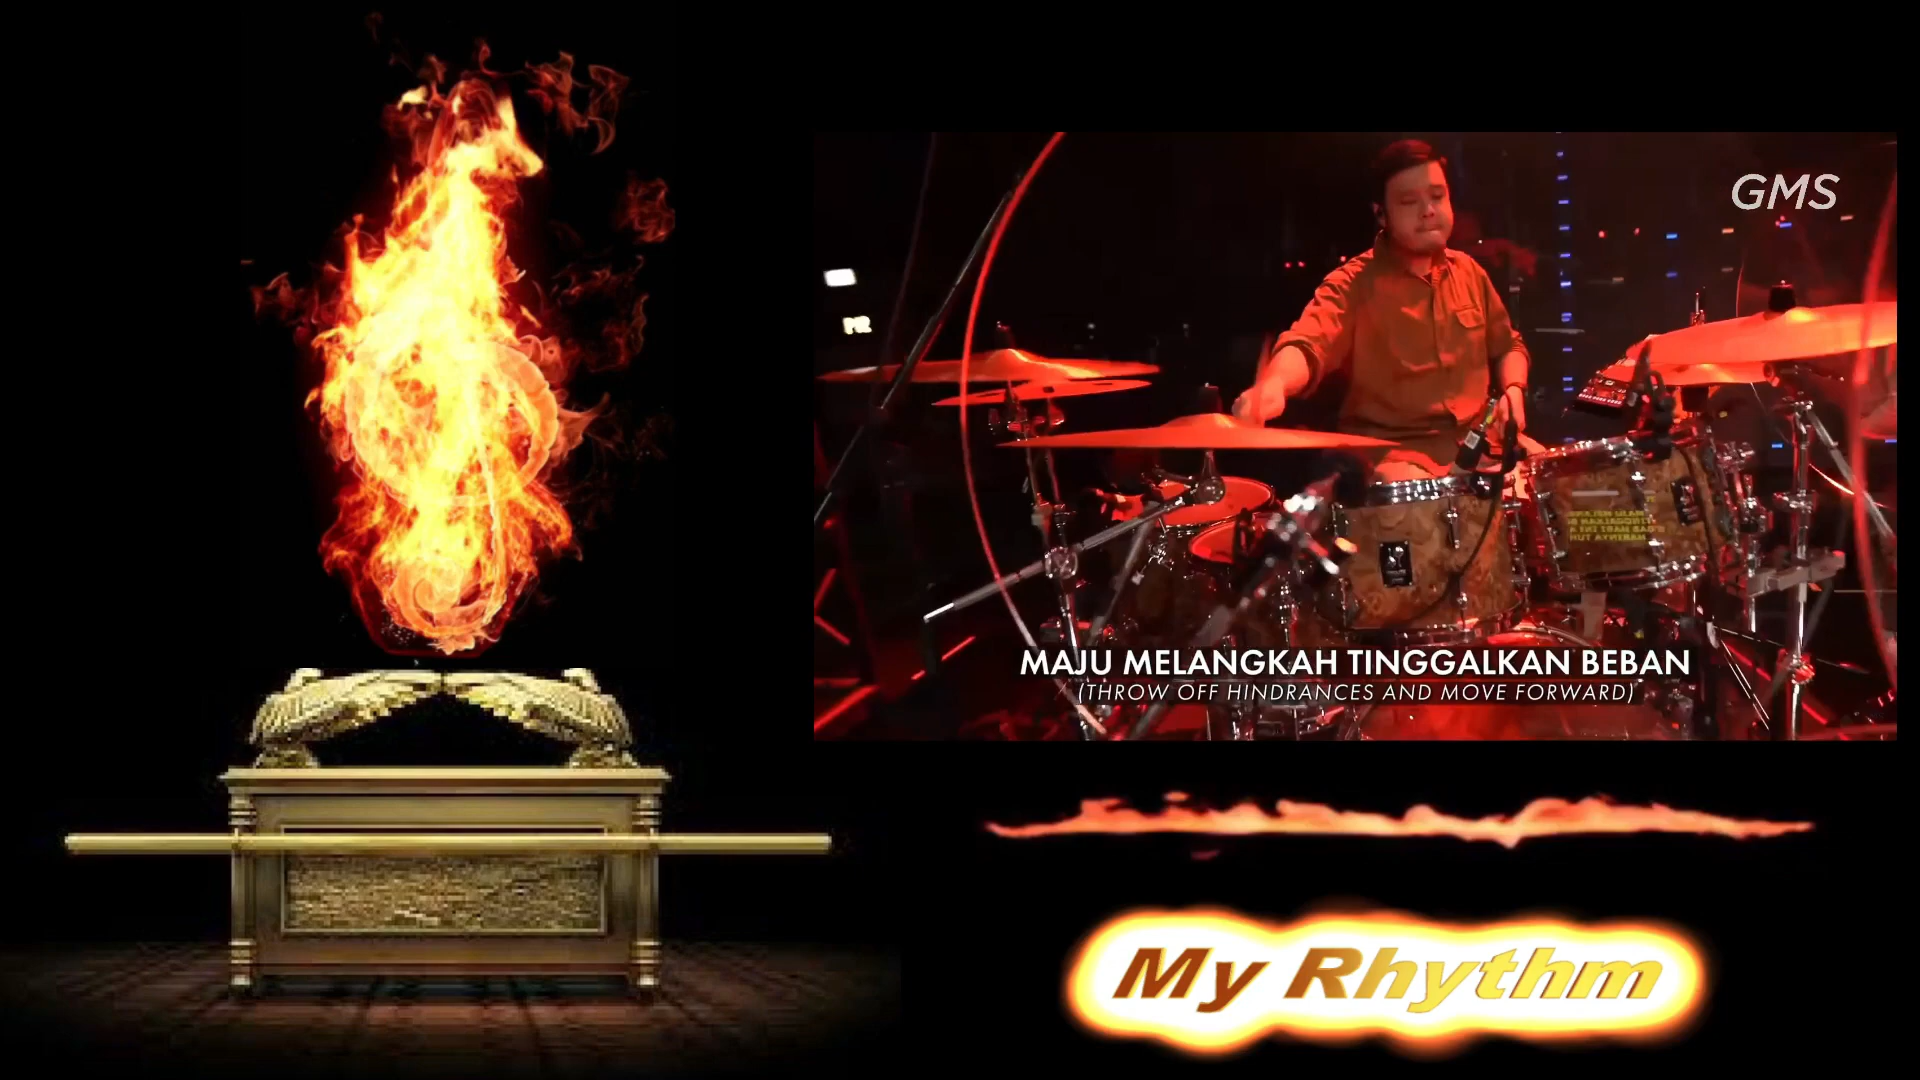 GMS
MAJU MELANGKAH TINGGALKAN BEBAN
(THROW OFF HINDRANCES AND MOVE FORWARD)
My Rhythm